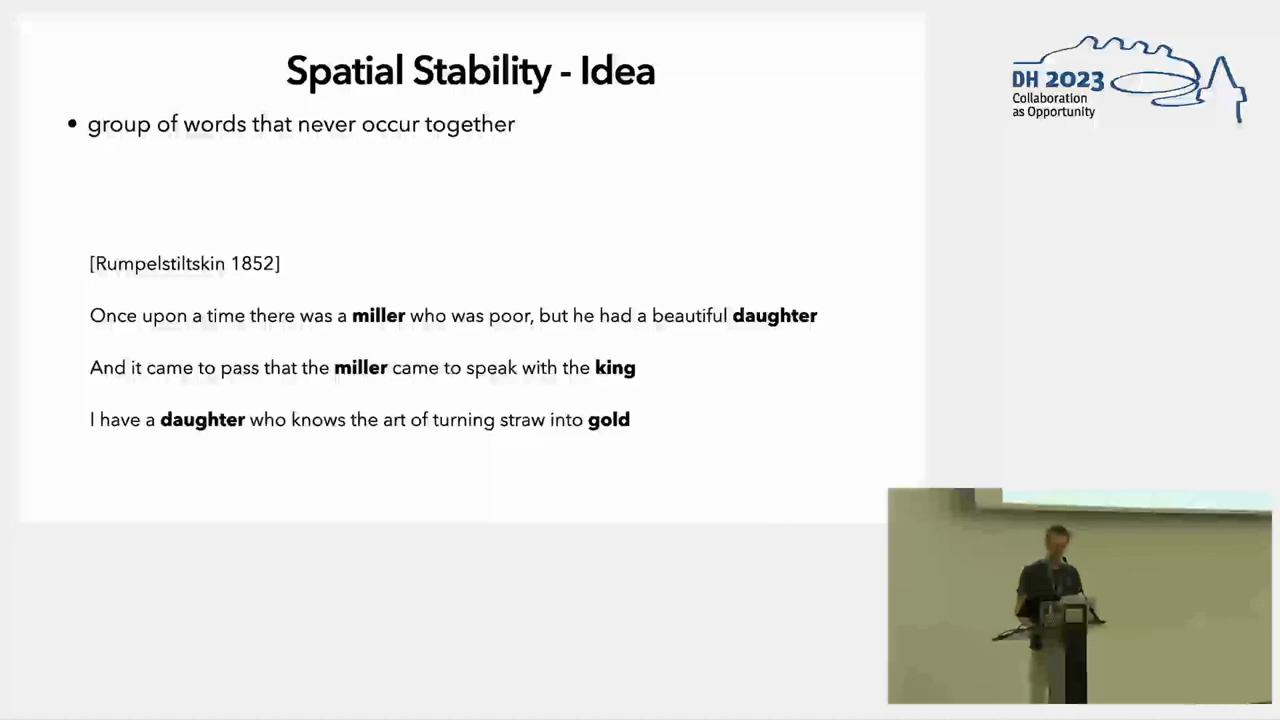 Spatial Stability - Idea
• group of words that never occur together
[Rumpelstiltskin 1852]
Once upon a time there was a miller who was poor, but he had a beautiful daughter
And it came to pass that the miller came to speak with the king
I have a daughter who knows the art of turning straw into gold
DH 2023
Collaboration
as Opportunity